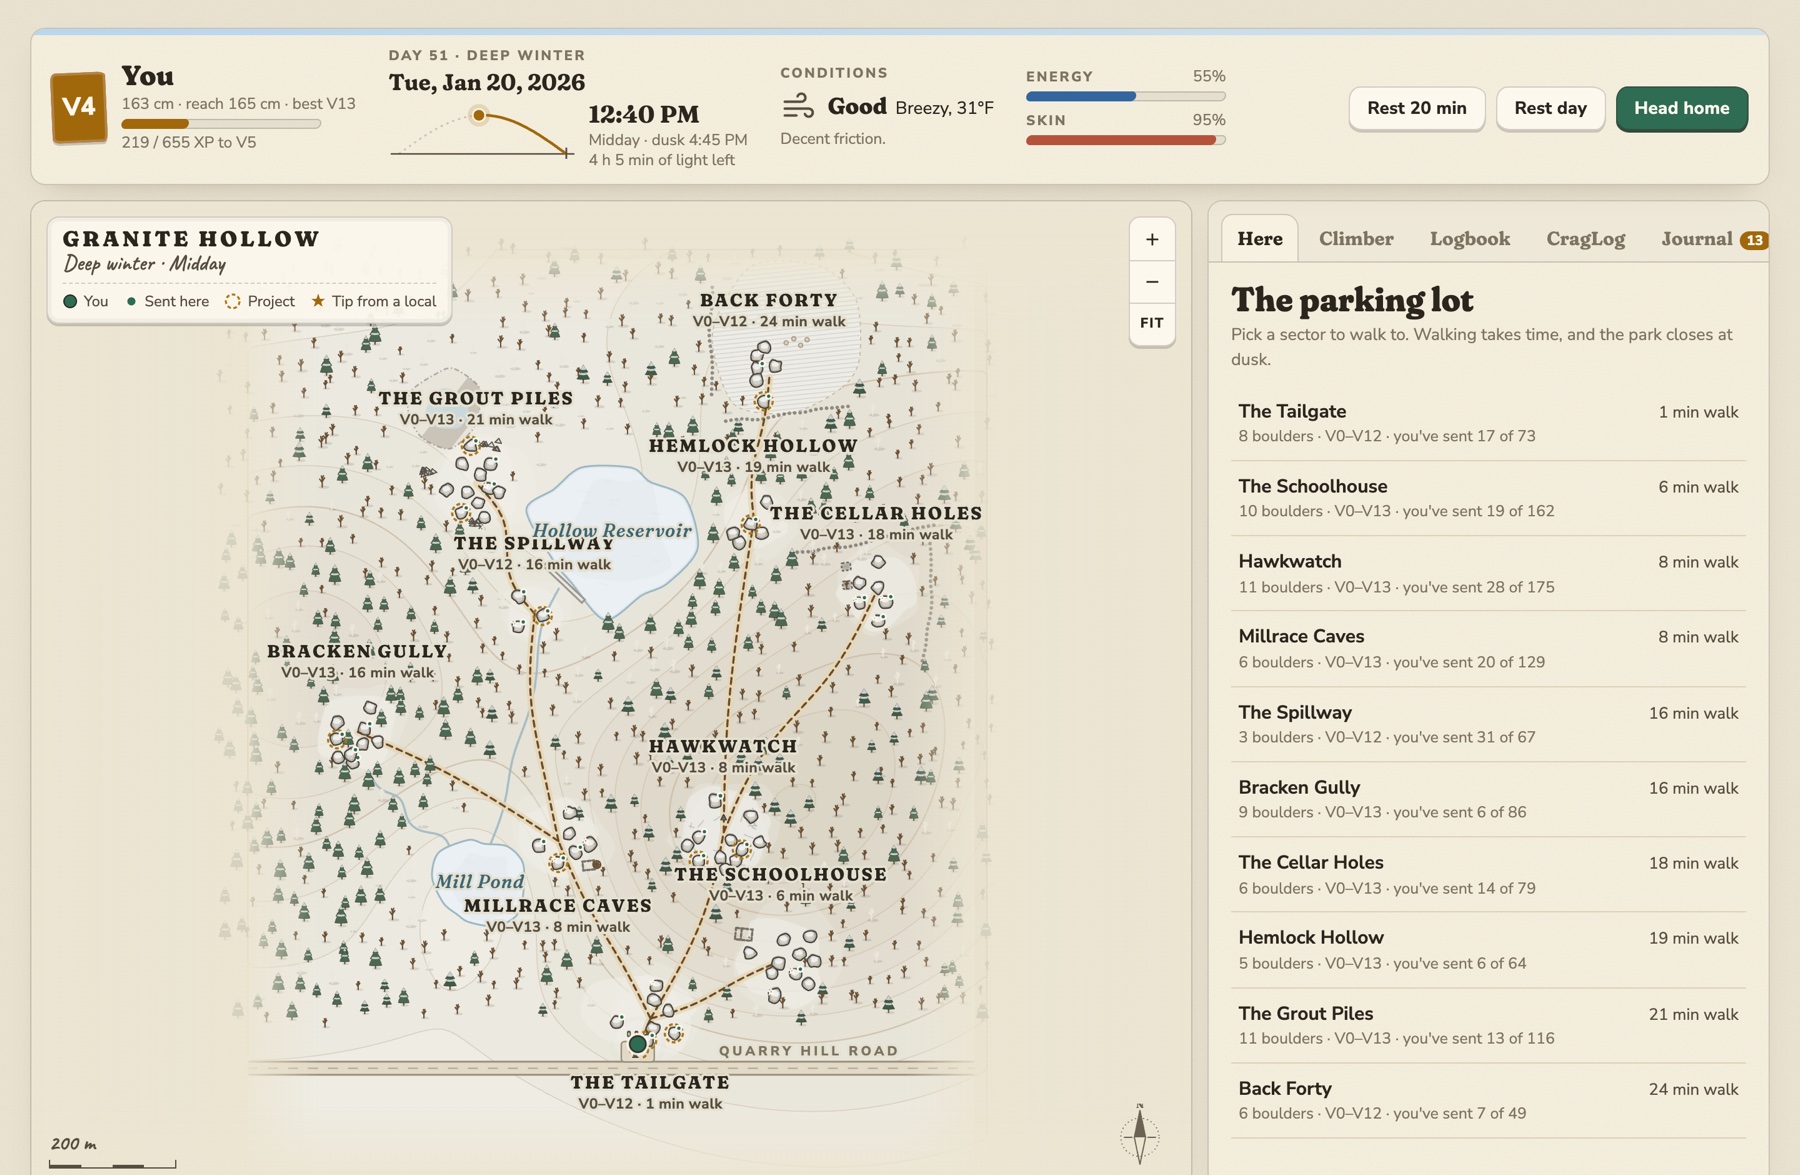 V4
You
163 cm · reach 165 cm · best V13
219 / 655 XP to V5
DAY 51 · DEEP WINTER
Tue, Jan 20, 2026
12:40 PM
Midday · dusk 4:45 PM
4 h 5 min of light left
CONDITIONS
Good Breezy, 31°F
Decent friction.
ENERGY 55%
SKIN 95%
Rest 20 min
Rest day
Head home
GRANITE HOLLOW
Deep winter · Midday
You
Sent here
Project
Tip from a local
+
−
FIT
BACK FORTY
V0–V12 · 24 min walk
THE GROUT PILES
V0–V13 · 21 min walk
HEMLOCK HOLLOW
V0–V13 · 19 min walk
THE CELLAR HOLES
V0–V13 · 18 min walk
Hollow Reservoir
THE SPILLWAY
V0–V12 · 16 min walk
BRACKEN GULLY
V0–V13 · 16 min walk
HAWKWATCH
V0–V13 · 8 min walk
THE SCHOOLHOUSE
V0–V13 · 6 min walk
Mill Pond
MILLRACE CAVES
V0–V13 · 8 min walk
QUARRY HILL ROAD
THE TAILGATE
V0–V12 · 1 min walk
200 m
N
Here
Climber
Logbook
CragLog
Journal 13
The parking lot
Pick a sector to walk to. Walking takes time, and the park closes at
dusk.
The Tailgate 1 min walk
8 boulders · V0–V12 · you've sent 17 of 73
The Schoolhouse 6 min walk
10 boulders · V0–V13 · you've sent 19 of 162
Hawkwatch 8 min walk
11 boulders · V0–V13 · you've sent 28 of 175
Millrace Caves 8 min walk
6 boulders · V0–V13 · you've sent 20 of 129
The Spillway 16 min walk
3 boulders · V0–V12 · you've sent 31 of 67
Bracken Gully 16 min walk
9 boulders · V0–V13 · you've sent 6 of 86
The Cellar Holes 18 min walk
6 boulders · V0–V13 · you've sent 14 of 79
Hemlock Hollow 19 min walk
5 boulders · V0–V13 · you've sent 6 of 64
The Grout Piles 21 min walk
11 boulders · V0–V13 · you've sent 13 of 116
Back Forty 24 min walk
6 boulders · V0–V12 · you've sent 7 of 49